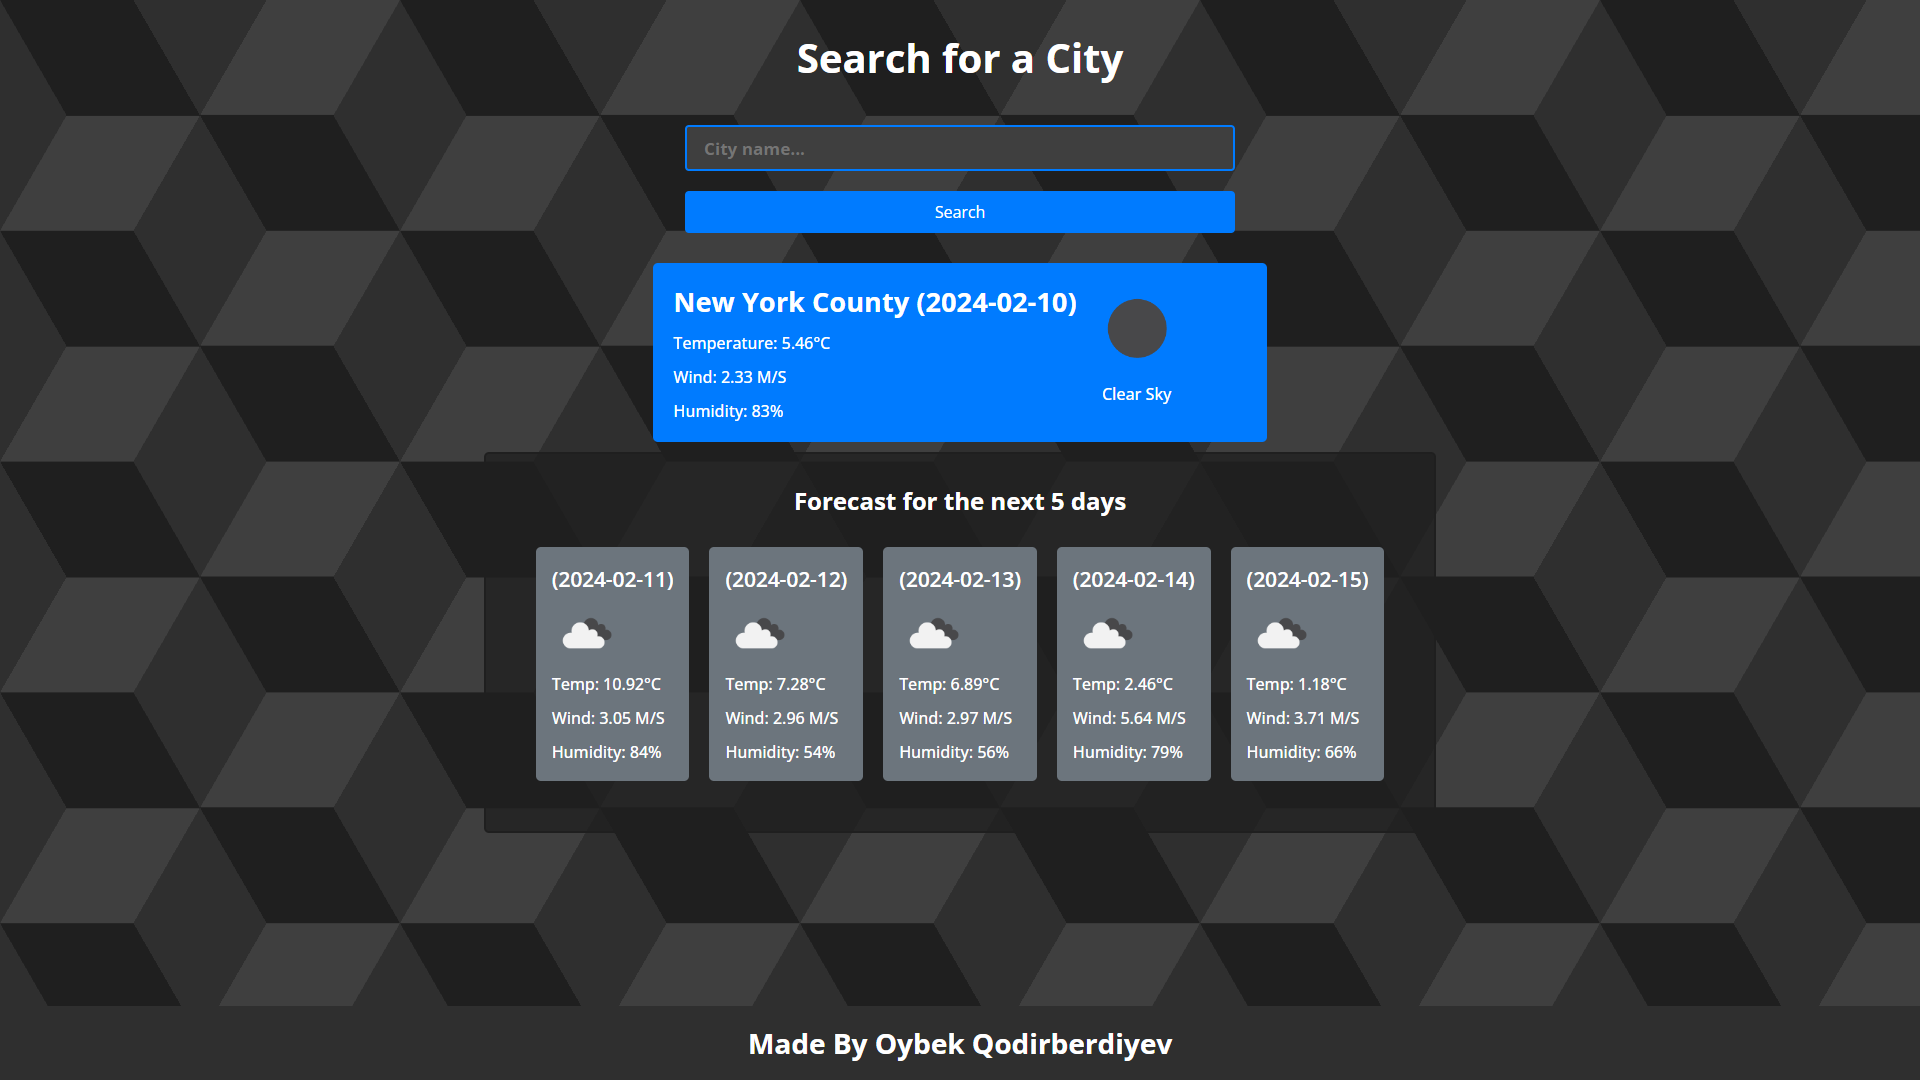 Search for a City
City name...
Search
New York County (2024-02-10)
Temperature: 5.46°C
Wind: 2.33 M/S
Humidity: 83%
Clear Sky
Forecast for the next 5 days
(2024-02-11)
Temp: 10.92°C
Wind: 3.05 M/S
Humidity: 84%
(2024-02-12)
Temp: 7.28°C
Wind: 2.96 M/S
Humidity: 54%
(2024-02-13)
Temp: 6.89°C
Wind: 2.97 M/S
Humidity: 56%
(2024-02-14)
Temp: 2.46°C
Wind: 5.64 M/S
Humidity: 79%
(2024-02-15)
Temp: 1.18°C
Wind: 3.71 M/S
Humidity: 66%
Made By Oybek Qodirberdiyev